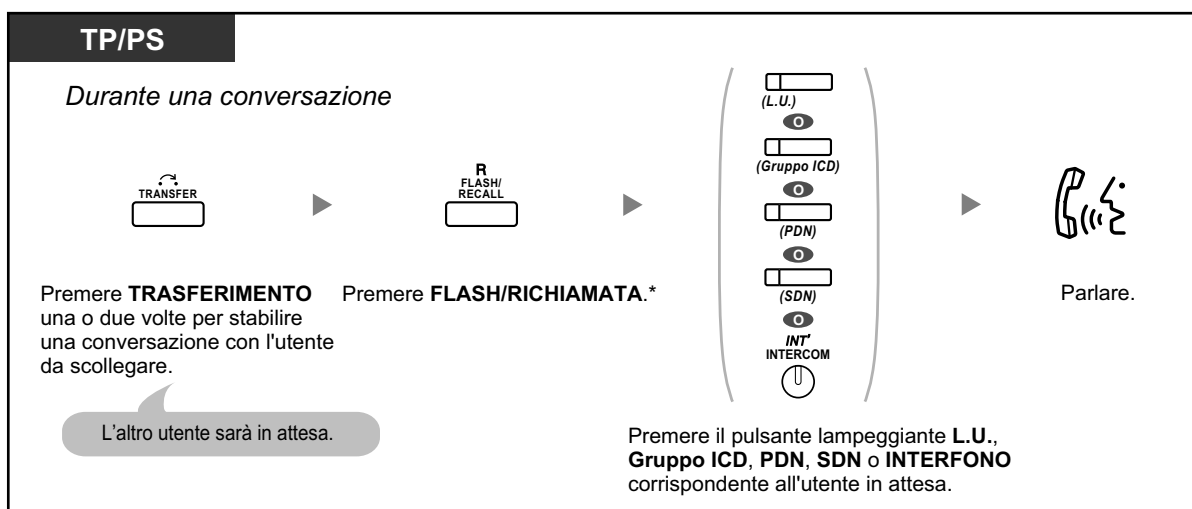 TP/PS
Durante una conversazione
TRANSFER
R
FLASH/
RECALL
(L.U.)
O
(Gruppo ICD)
O
(PDN)
O
(SDN)
O
INT'
INTERCOM
Premere TRASFERIMENTO
una o due volte per stabilire
una conversazione con l'utente
da scollegare.
L'altro utente sarà in attesa.
Premere FLASH/RICHIAMATA.*
Premere il pulsante lampeggiante L.U.,
Gruppo ICD, PDN, SDN o INTERFONO
corrispondente all'utente in attesa.
Parlare.